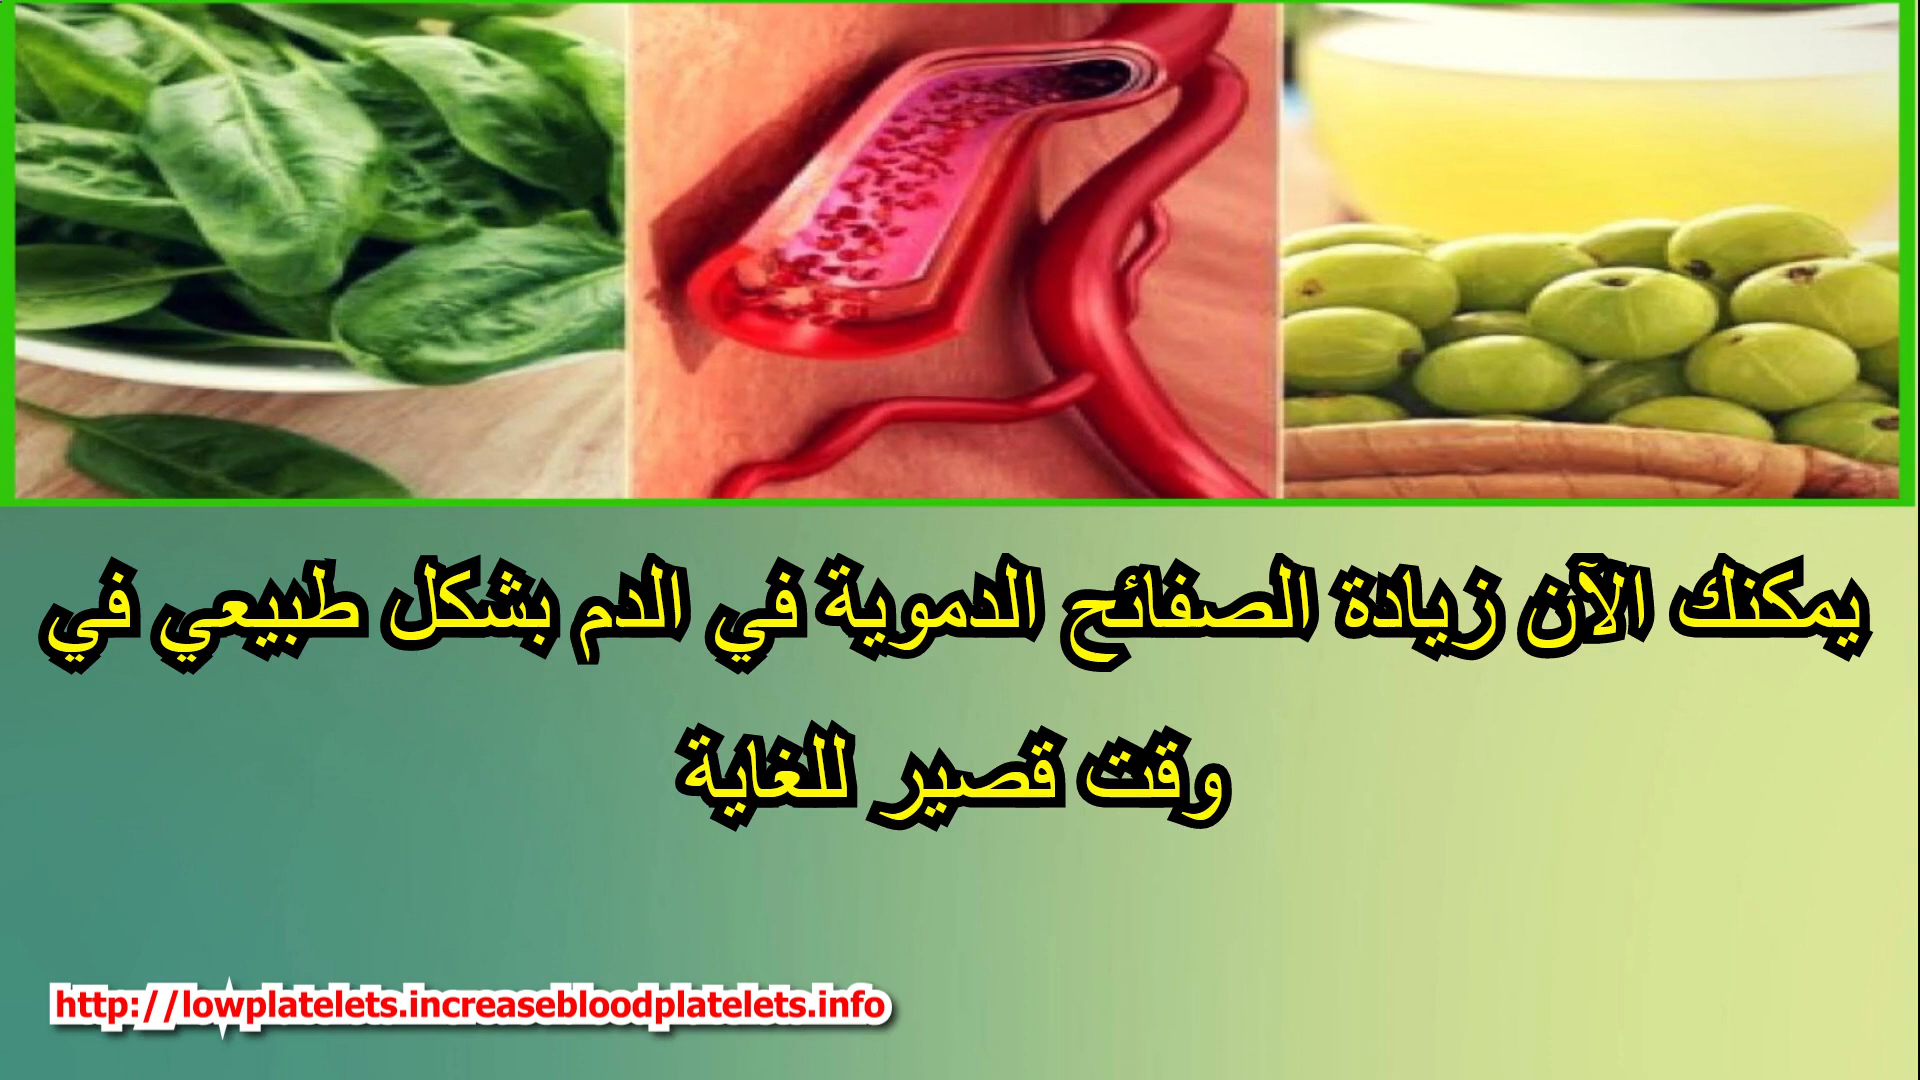 يمكنك الآن زيادة الصفائح الدموية في الدم بشكل طبيعي في
وقت قصير للغاية
http://lowplatelets.increasebloodplatelets.info